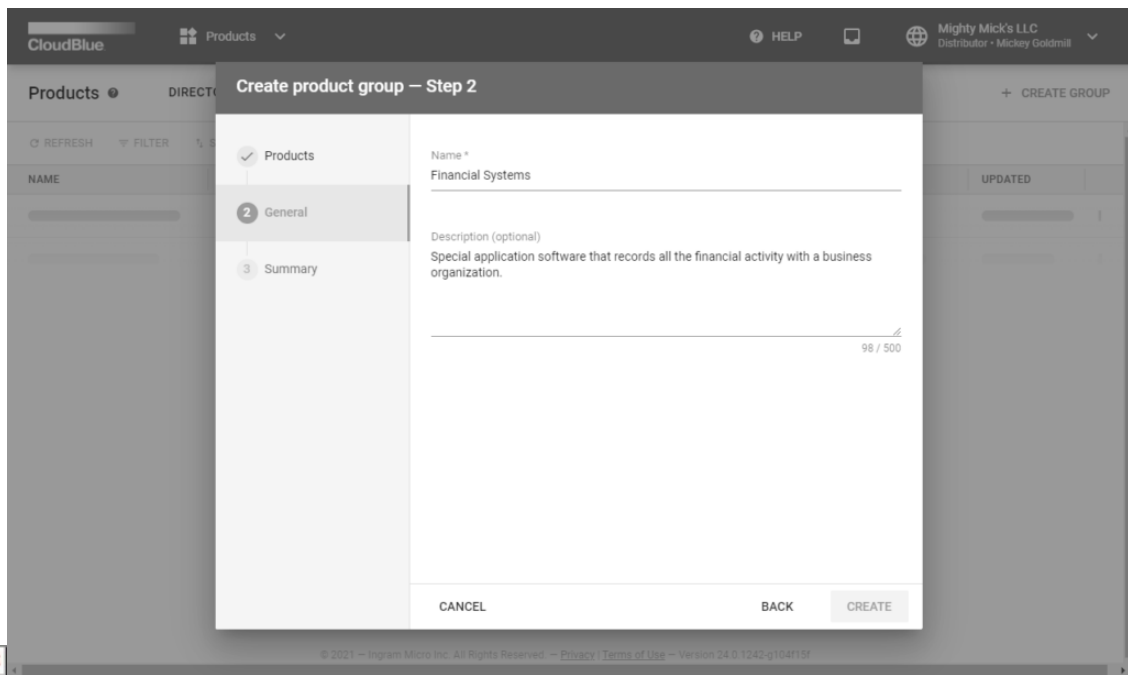 CloudBlue
Products
HELP
Mighty Mick's LLC
Distributor • Mickey Goldmill
Products
DIRECTO
+ CREATE GROUP
REFRESH
FILTER
S
NAME
UPDATED
Create product group — Step 2
Products
2 General
3 Summary
Name *
Financial Systems
Description (optional)
Special application software that records all the financial activity with a business
organization.
98 / 500
CANCEL
BACK
CREATE
© 2021 — Ingram Micro Inc. All Rights Reserved. — Privacy | Terms of Use — Version 24.0.1242-g104f15f